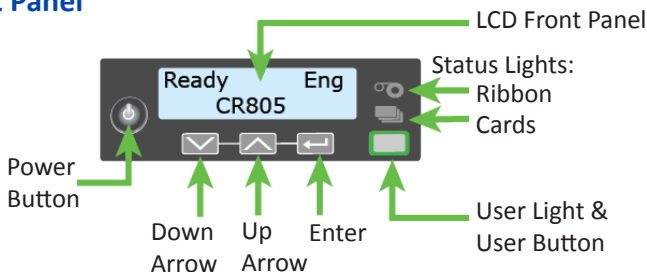 Panel
LCD Front Panel
Ready Eng
CR805
Status Lights:
Ribbon
Cards
Power
Button
Down
Arrow
Up
Arrow
Enter
User Light &
User Button